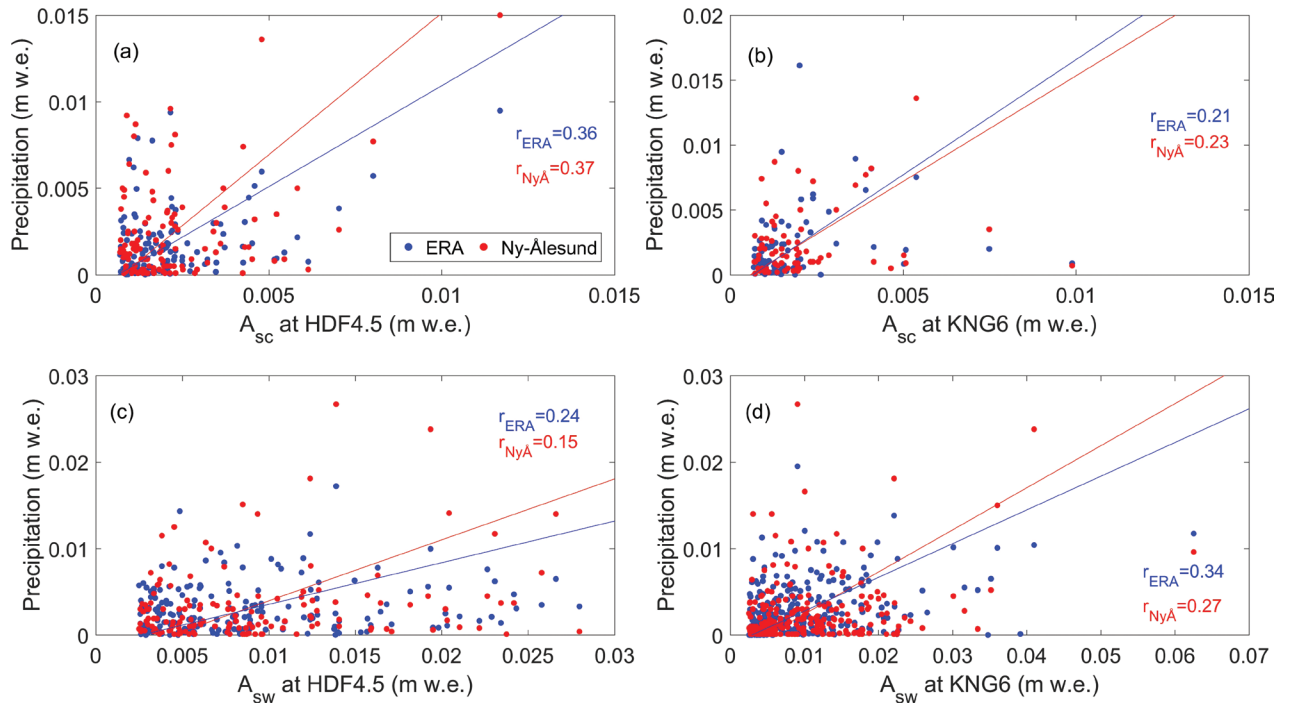 (a)
Precipitation (m w.e.)
0.015
0.01
0.005
0
r_ERA=0.36
r_NyÅ=0.37
ERA Ny-Ålesund
0 0.005 0.01 0.015
A_sc at HDF4.5 (m w.e.)
(b)
Precipitation (m w.e.)
0.02
0.015
0.01
0.005
0
r_ERA=0.21
r_NyÅ=0.23
0 0.005 0.01 0.015
A_sc at KNG6 (m w.e.)
(c)
Precipitation (m w.e.)
0.03
0.02
0.01
0
r_ERA=0.24
r_NyÅ=0.15
0 0.005 0.01 0.015 0.02 0.025 0.03
A_sw at HDF4.5 (m w.e.)
(d)
Precipitation (m w.e.)
0.03
0.02
0.01
0
r_ERA=0.34
r_NyÅ=0.27
0 0.01 0.02 0.03 0.04 0.05 0.06 0.07
A_sw at KNG6 (m w.e.)